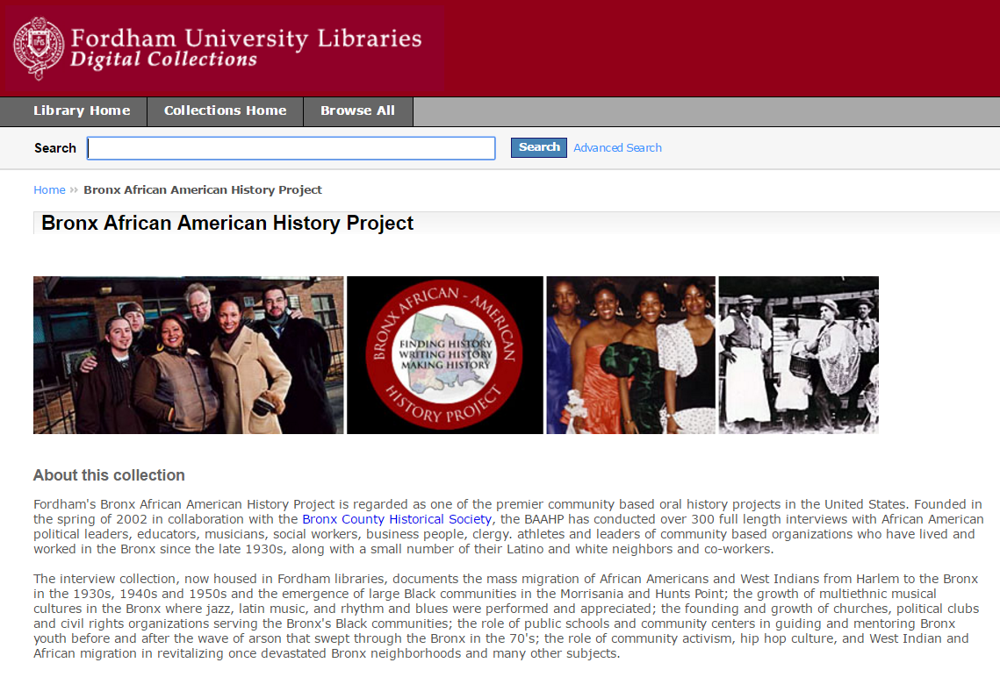 Fordham University Libraries
Digital Collections
Library Home
Collections Home
Browse All
Search
Search
Advanced Search
Home » Bronx African American History Project
Bronx African American History Project
BRONX AFRICAN - AMERICAN
FINDING HISTORY
WRITING HISTORY
MAKING HISTORY
HISTORY PROJECT
About this collection
Fordham's Bronx African American History Project is regarded as one of the premier community based oral history projects in the United States. Founded in
the spring of 2002 in collaboration with the Bronx County Historical Society, the BAAHP has conducted over 300 full length interviews with African American
political leaders, educators, musicians, social workers, business people, clergy. athletes and leaders of community based organizations who have lived and
worked in the Bronx since the late 1930s, along with a small number of their Latino and white neighbors and co-workers.
The interview collection, now housed in Fordham libraries, documents the mass migration of African Americans and West Indians from Harlem to the Bronx
in the 1930s, 1940s and 1950s and the emergence of large Black communities in the Morrisania and Hunts Point; the growth of multiethnic musical
cultures in the Bronx where jazz, latin music, and rhythm and blues were performed and appreciated; the founding and growth of churches, political clubs
and civil rights organizations serving the Bronx's Black communities; the role of public schools and community centers in guiding and mentoring Bronx
youth before and after the wave of arson that swept through the Bronx in the 70's; the role of community activism, hip hop culture, and West Indian and
African migration in revitalizing once devastated Bronx neighborhoods and many other subjects.